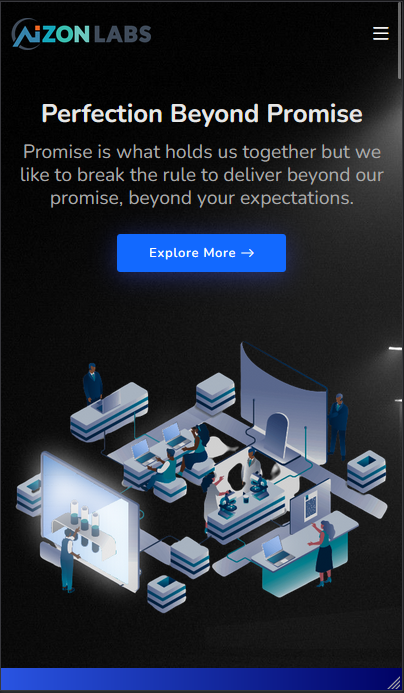 AIZON LABS
Perfection Beyond Promise
Promise is what holds us together but we
like to break the rule to deliver beyond our
promise, beyond your expectations.
Explore More →